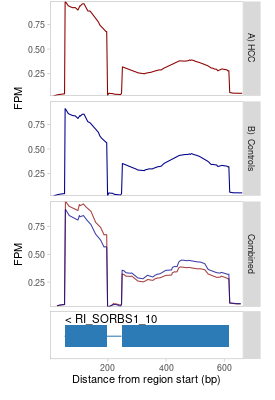 0.75
0.50
0.25
FPM
A) HCC
0.75
0.50
0.25
FPM
B) Controls
0.75
0.50
0.25
FPM
Combined
< RI_SORBS1_10
200
400
600
Distance from region start (bp)